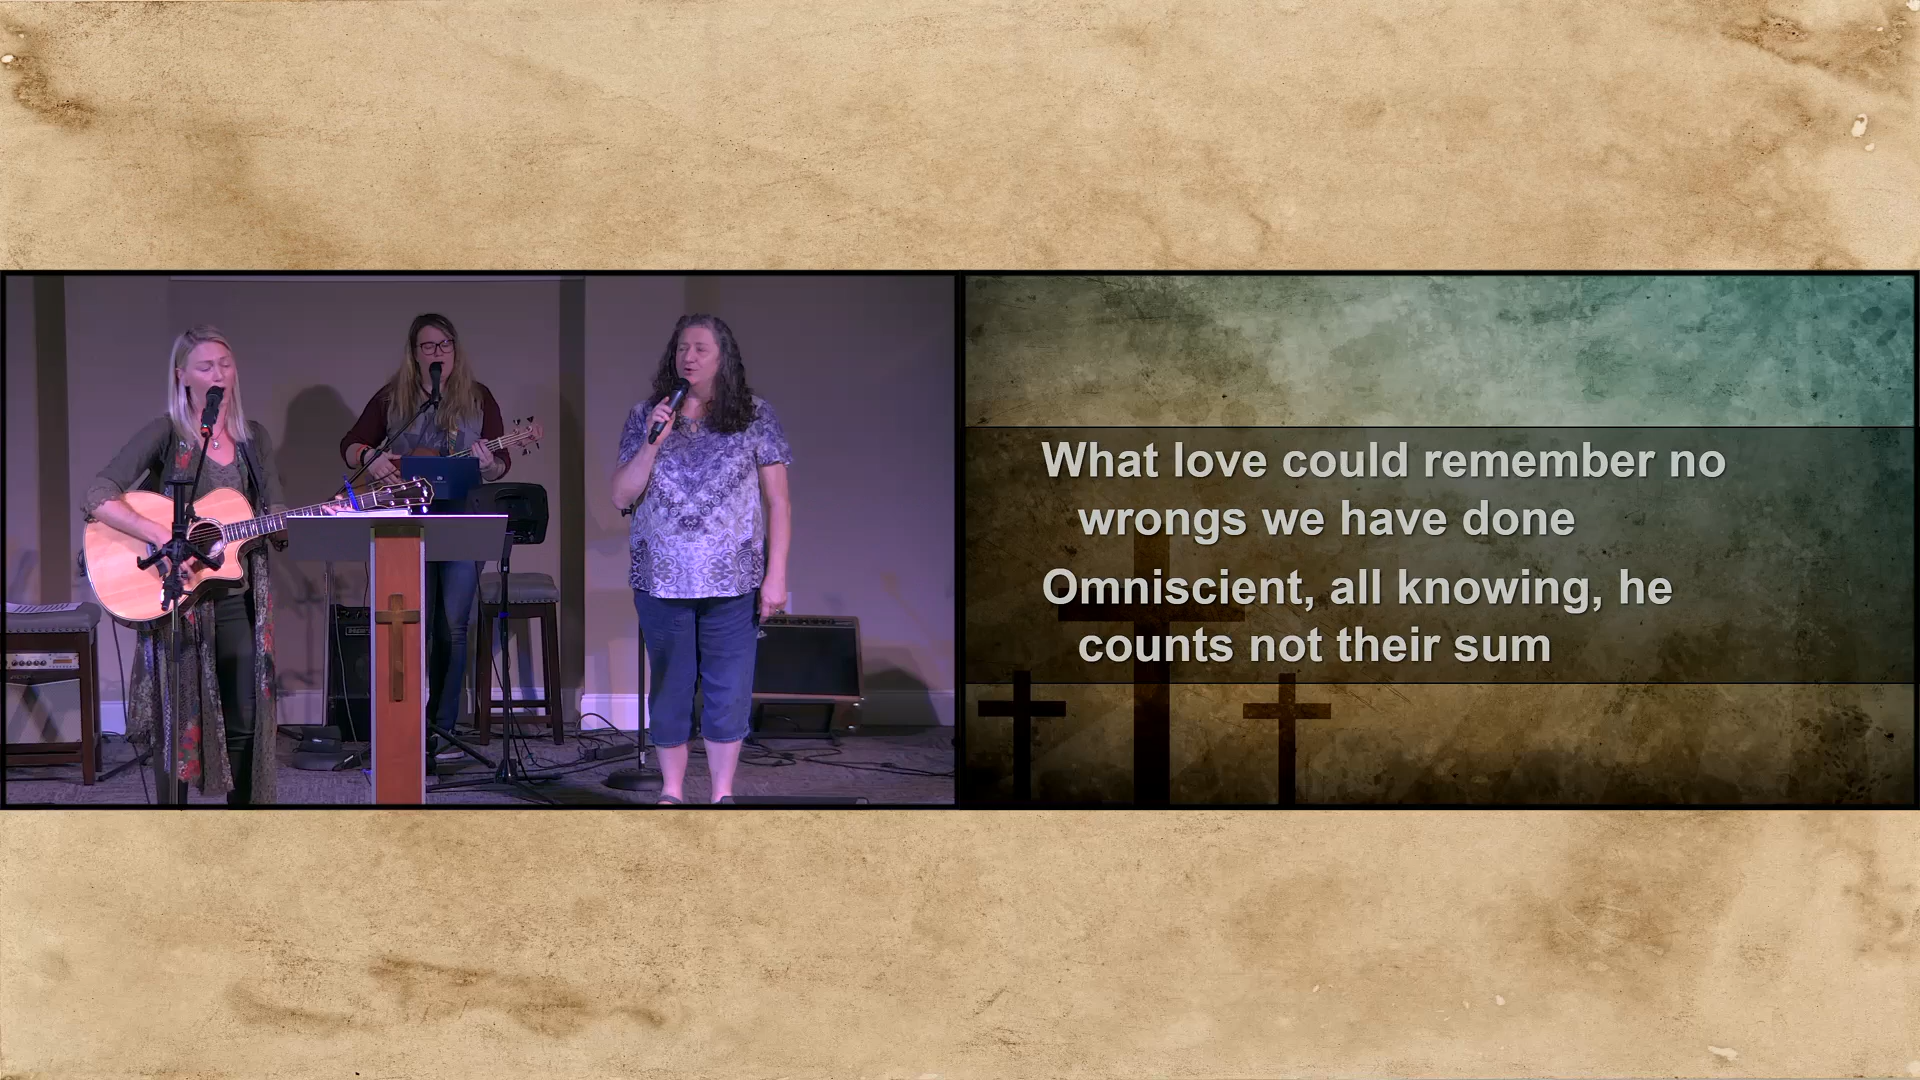 What love could remember no
wrongs we have done
Omniscient, all knowing, he
counts not their sum